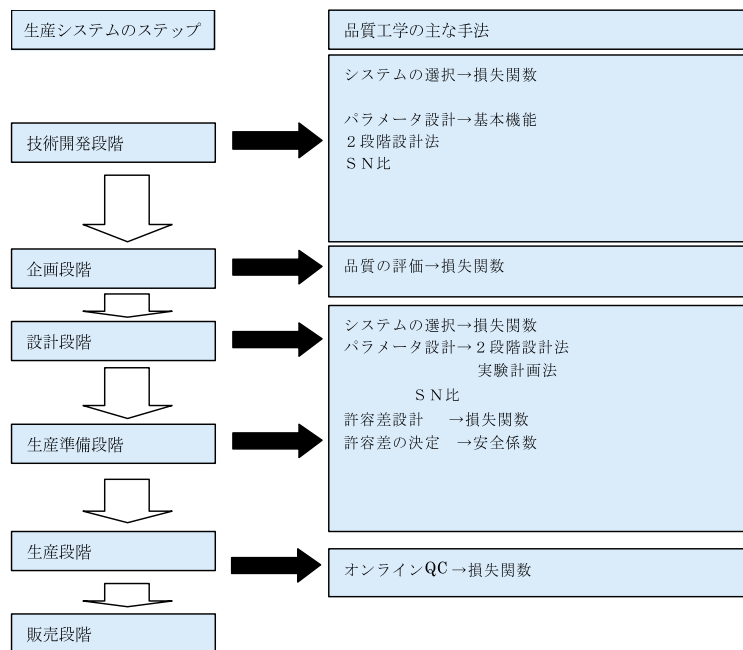 生産システムのステップ
品質工学の主な手法
技術開発段階
システムの選択→損失関数
パラメータ設計→基本機能
２段階設計法
ＳＮ比
企画段階
品質の評価→損失関数
設計段階
生産準備段階
システムの選択→損失関数
パラメータ設計→２段階設計法
実験計画法
ＳＮ比
許容差設計　→損失関数
許容差の決定　→安全係数
生産段階
オンラインQC→損失関数
販売段階